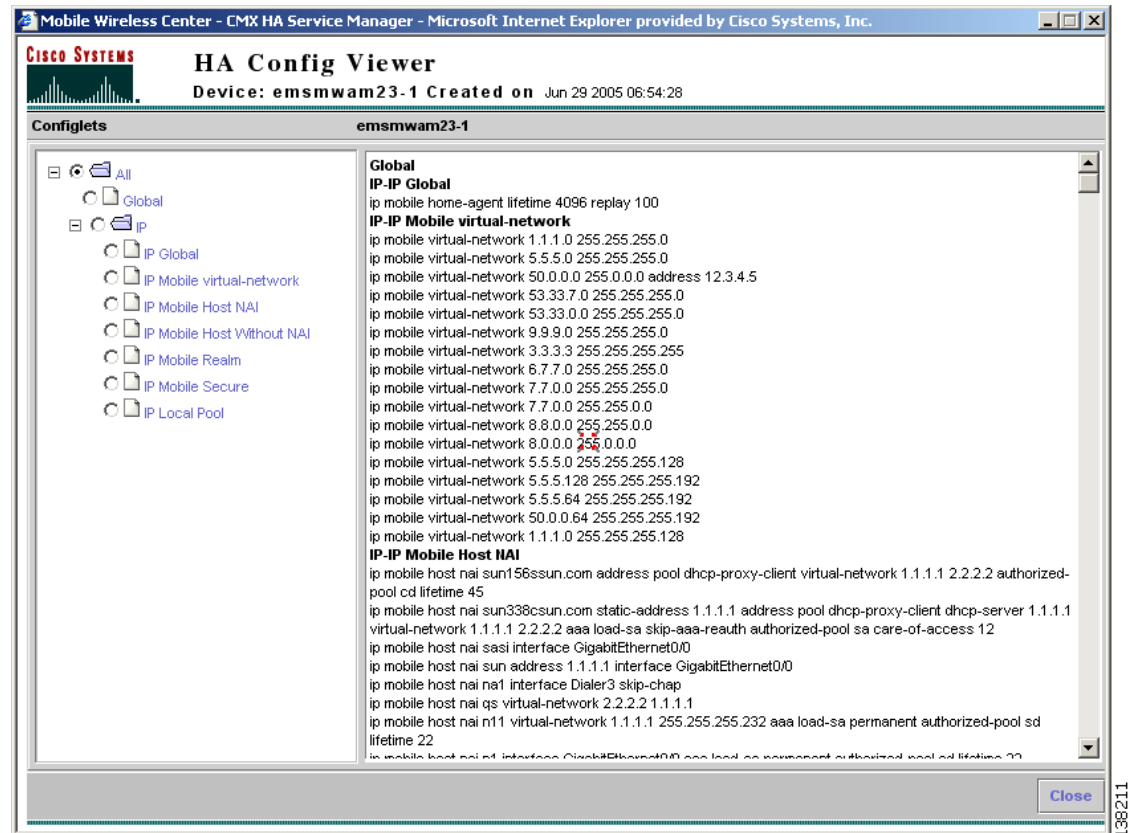 Mobile Wireless Center - CMX HA Service Manager - Microsoft Internet Explorer provided by Cisco Systems, Inc.
CISCO SYSTEMS
HA Config Viewer
Device: emsmwam23-1 Created on Jun 29 2005 06:54:28
Configlets
emsmwam23-1
All
Global
IP
IP Global
IP Mobile virtual-network
IP Mobile Host NAI
IP Mobile Host Without NAI
IP Mobile Realm
IP Mobile Secure
IP Local Pool
Global
IP-IP Global
ip mobile home-agent lifetime 4096 replay 100
IP-IP Mobile virtual-network
ip mobile virtual-network 1.1.1.0 255.255.255.0
ip mobile virtual-network 5.5.5.0 255.255.255.0
ip mobile virtual-network 50.0.0.0 255.0.0.0 address 12.3.4.5
ip mobile virtual-network 53.33.7.0 255.255.255.0
ip mobile virtual-network 53.33.0.0 255.255.255.0
ip mobile virtual-network 9.9.9.0 255.255.255.0
ip mobile virtual-network 3.3.3.3 255.255.255.255
ip mobile virtual-network 6.7.7.0 255.255.255.0
ip mobile virtual-network 7.7.0.0 255.255.255.0
ip mobile virtual-network 7.7.0.0 255.255.0.0
ip mobile virtual-network 8.8.0.0 255.255.0.0
ip mobile virtual-network 8.0.0.0 255.0.0.0
ip mobile virtual-network 5.5.5.0 255.255.255.128
ip mobile virtual-network 5.5.5.128 255.255.255.192
ip mobile virtual-network 5.5.5.64 255.255.255.192
ip mobile virtual-network 50.0.0.64 255.255.255.192
ip mobile virtual-network 1.1.1.0 255.255.255.128
IP-IP Mobile Host NAI
ip mobile host nai sun156ssun.com address pool dhcp-proxy-client virtual-network 1.1.1.1 2.2.2.2 authorized-
pool cd lifetime 45
ip mobile host nai sun338csun.com static-address 1.1.1.1 address pool dhcp-proxy-client dhcp-server 1.1.1.1
virtual-network 1.1.1.1 2.2.2.2 aaa load-sa skip-aaa-reauth authorized-pool sa care-of-access 12
ip mobile host nai sasi interface GigabitEthernet0/0
ip mobile host nai sun address 1.1.1.1 interface GigabitEthernet0/0
ip mobile host nai na1 interface Dialer3 skip-chap
ip mobile host nai qs virtual-network 2.2.2.2 1.1.1.1
ip mobile host nai n11 virtual-network 1.1.1.1 255.255.255.232 aaa load-sa permanent authorized-pool sd
lifetime 22
ip mobile host nai n1 interface GigabitEthernet0/0 aaa load-sa permanent authorized-pool sd lifetime 22
Close
138211